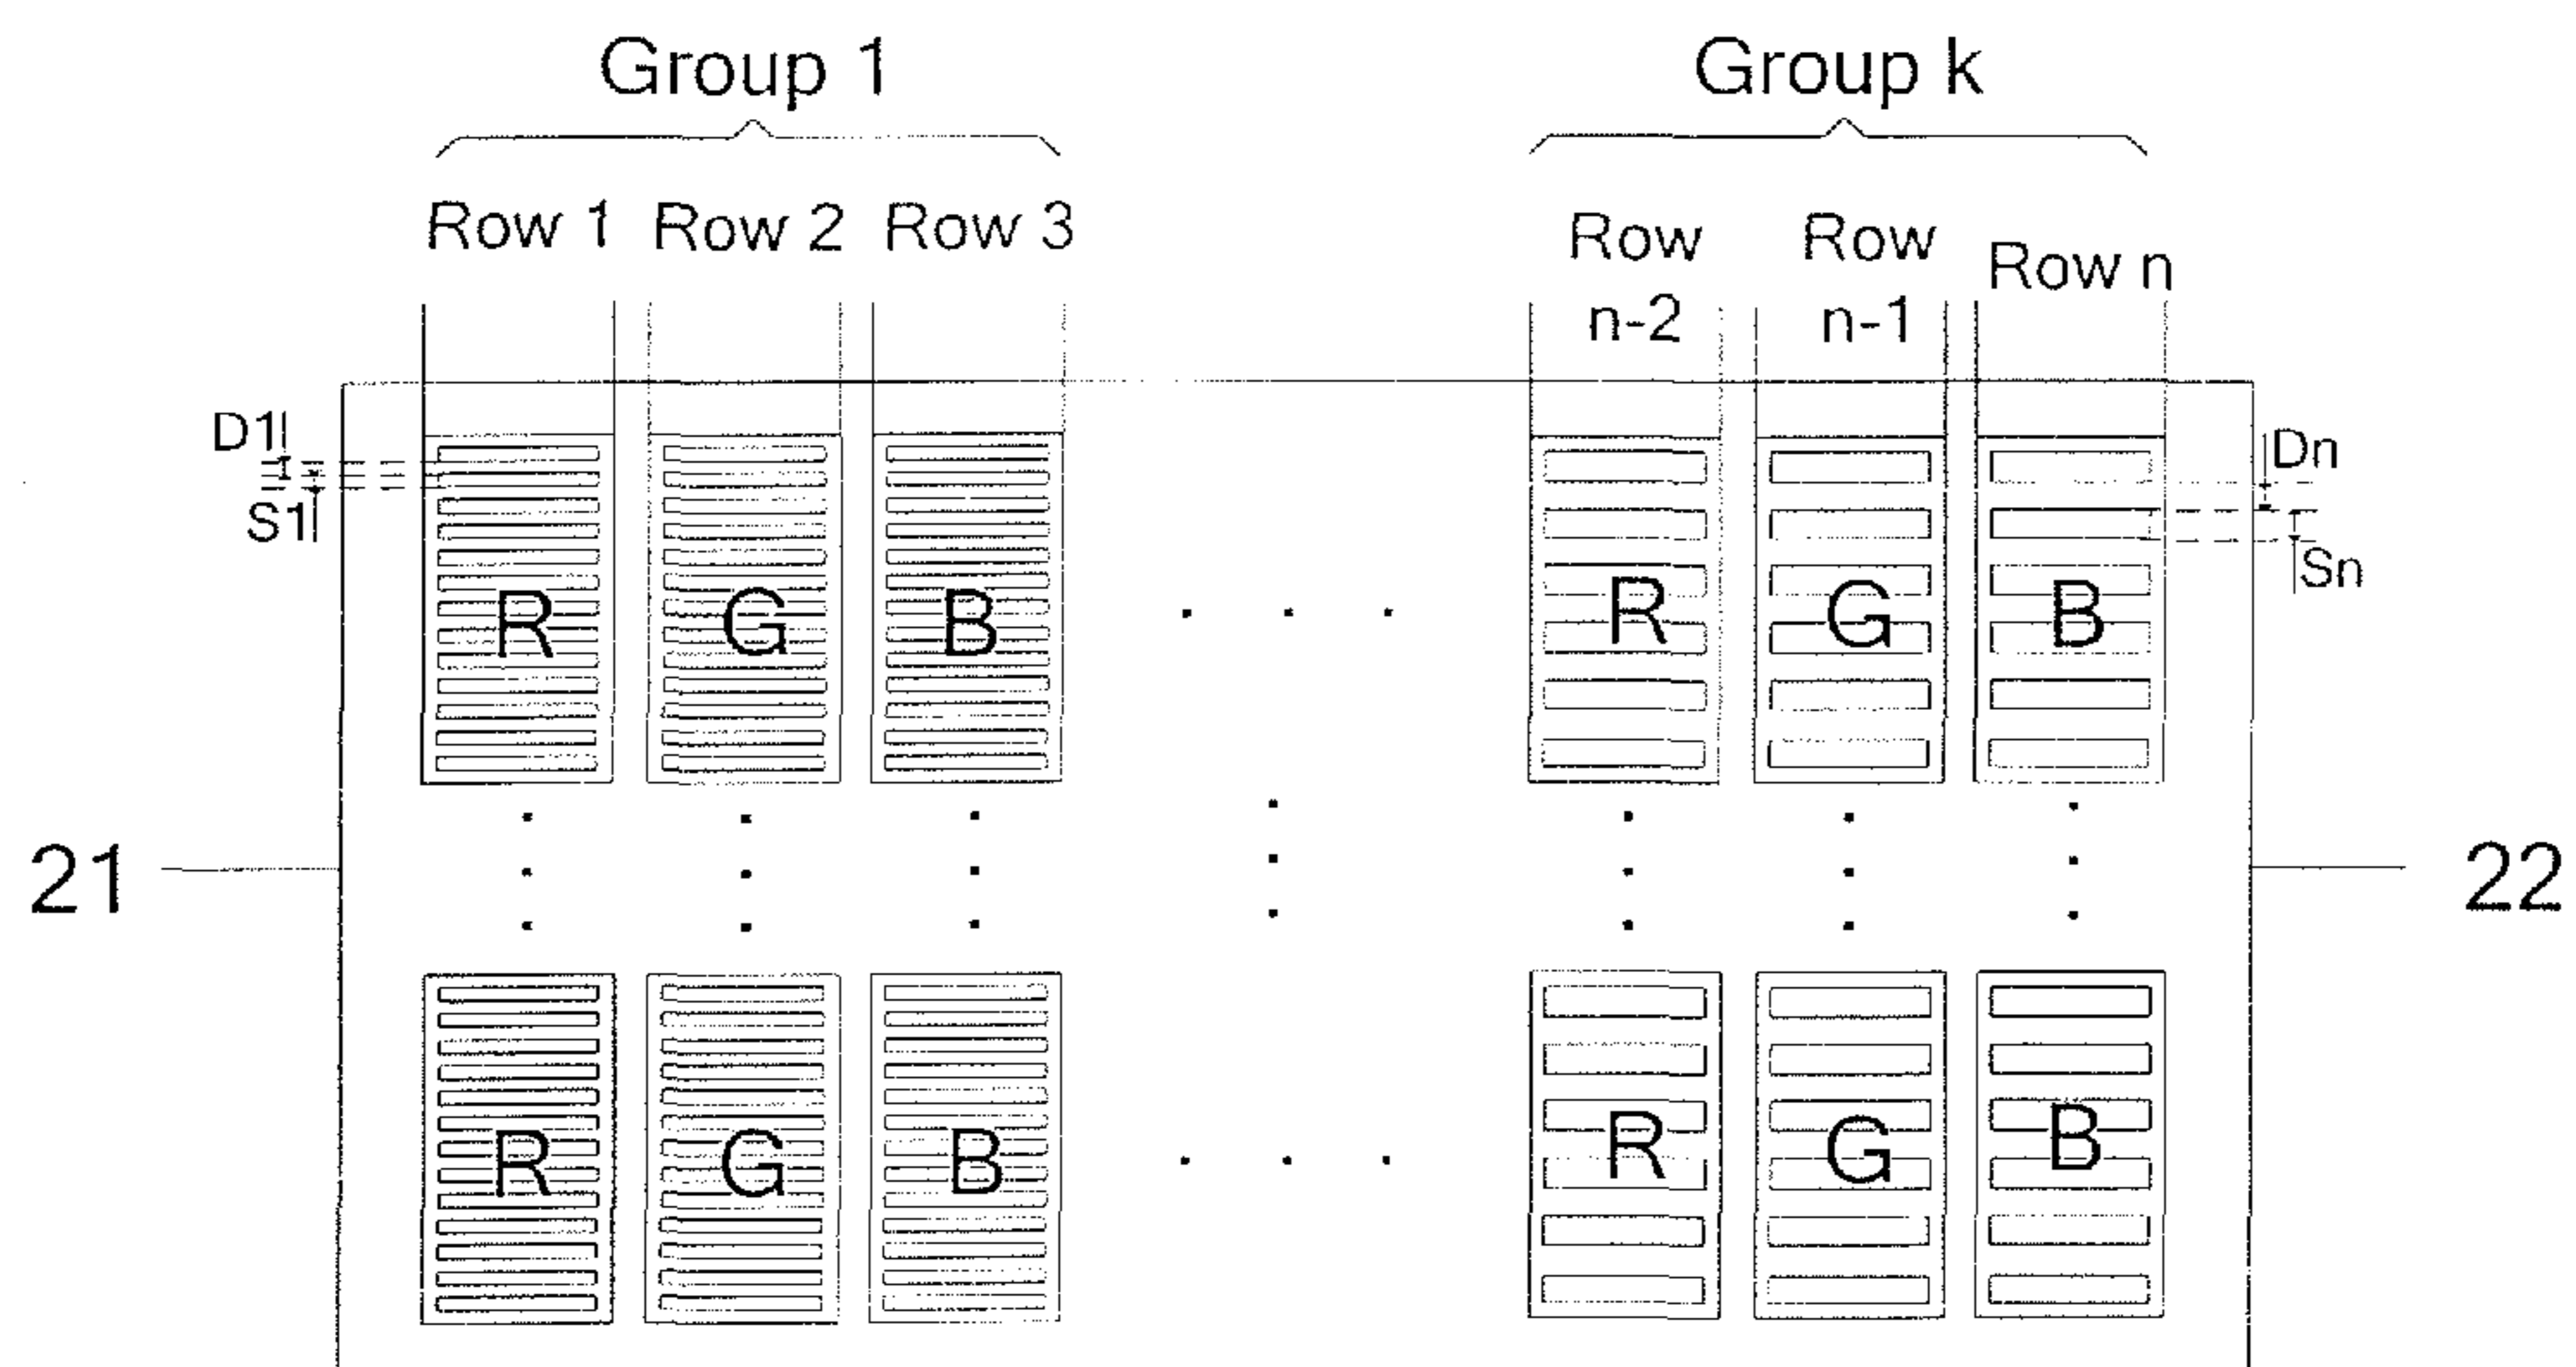 Group 1 Group k
Row 1 Row 2 Row 3 Row n-2 Row n-1 Row n
D1 Dn
S1 Sn
R G B R G B
21 22
R G B R G B